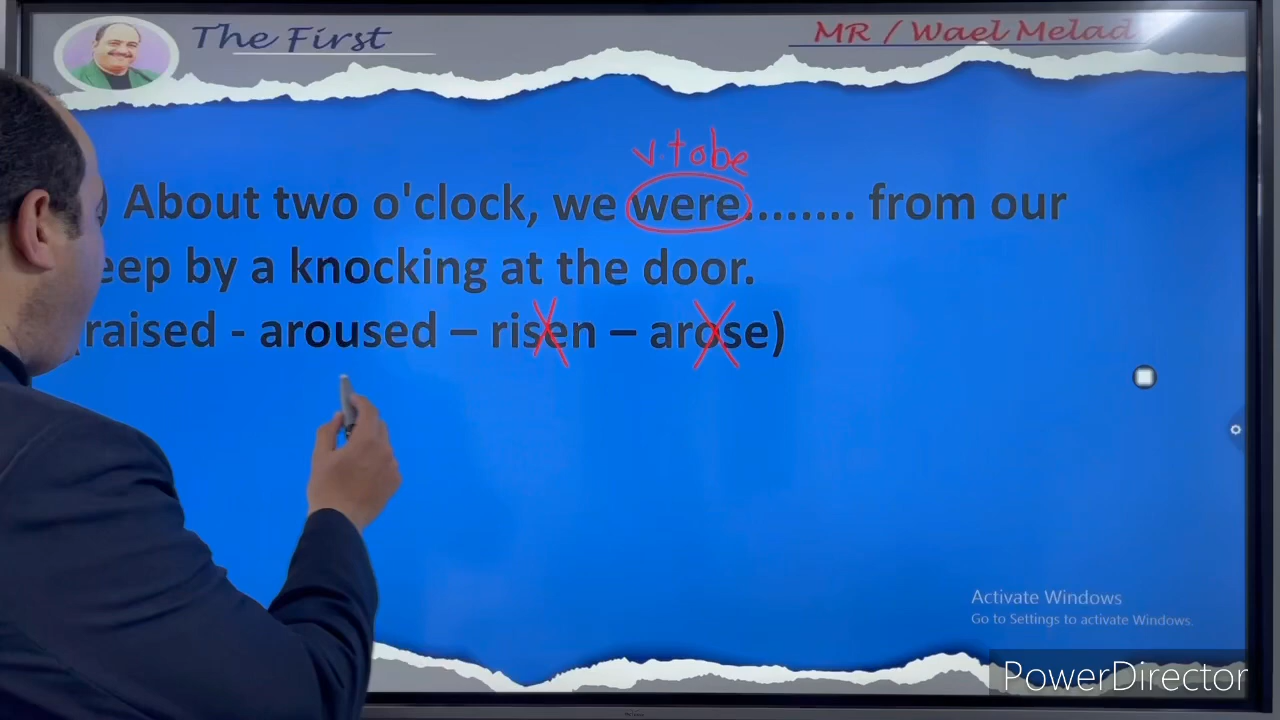 The First
MR / Wael Melad
v. to be
) About two o'clock, we were........ from our
eep by a knocking at the door.
(raised - aroused – risen – arose)
Activate Windows
Go to Settings to activate Windows.
PowerDirector